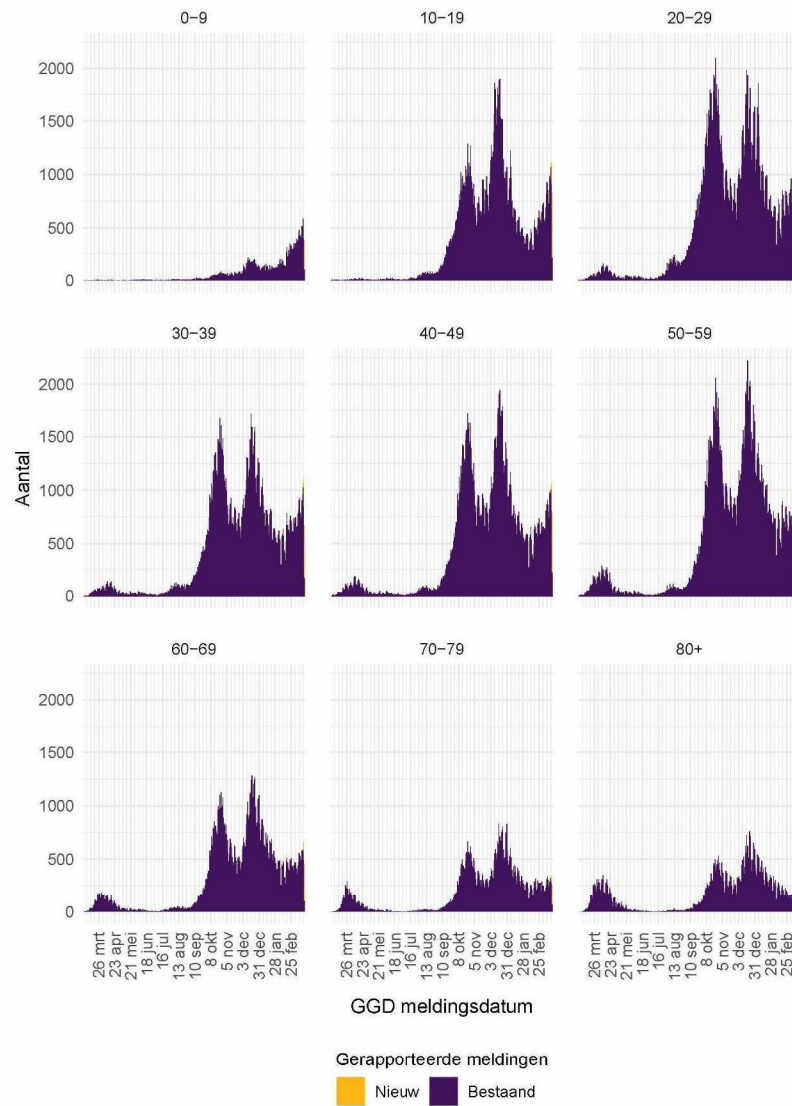 0−9 10−19 20−29
2000
1500
1000
500
0
30−39 40−49 50−59
2000
1500
1000
500
0
Aantal
60−69 70−79 80+
2000
1500
1000
500
0
26 mrt 23 apr 21 mei 18 jun 16 jul 13 aug 10 sep 8 okt 5 nov 3 dec 31 dec 28 jan 25 feb 26 mrt 23 apr 21 mei 18 jun 16 jul 13 aug 10 sep 8 okt 5 nov 3 dec 31 dec 28 jan 25 feb 26 mrt 23 apr 21 mei 18 jun 16 jul 13 aug 10 sep 8 okt 5 nov 3 dec 31 dec 28 jan 25 feb
GGD meldingsdatum
Gerapporteerde meldingen
Nieuw Bestaand